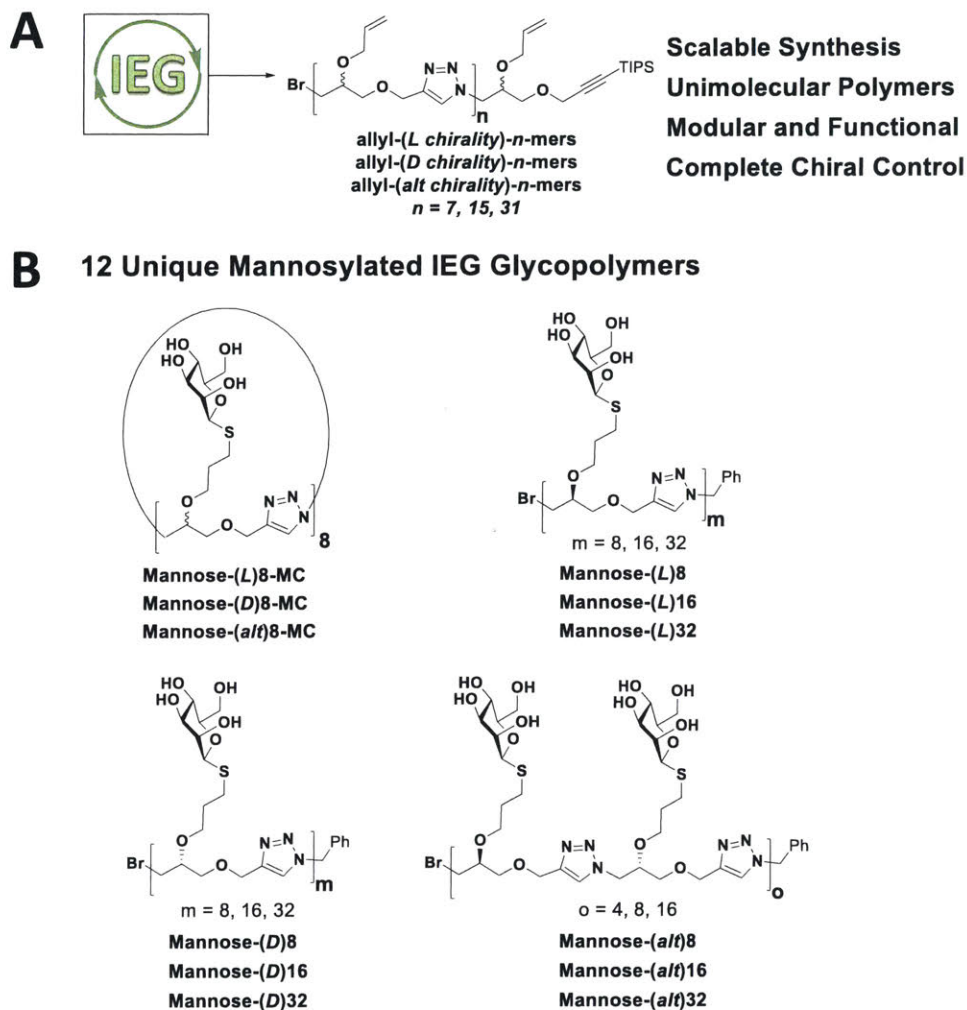 A
IEG
Br
O
O
N=N
N
n
O
O
TIPS
allyl-(L chirality)-n-mers
allyl-(D chirality)-n-mers
allyl-(alt chirality)-n-mers
n = 7, 15, 31
Scalable Synthesis
Unimolecular Polymers
Modular and Functional
Complete Chiral Control
B
12 Unique Mannosylated IEG Glycopolymers
HO
OH
HO
OH
O
S
O
O
N=N
N
8
Mannose-(L)8-MC
Mannose-(D)8-MC
Mannose-(alt)8-MC
HO
OH
HO
OH
O
S
Br
O
O
N=N
N
Ph
m
m = 8, 16, 32
Mannose-(L)8
Mannose-(L)16
Mannose-(L)32
HO
OH
HO
OH
O
S
Br
O
O
N=N
N
Ph
m
m = 8, 16, 32
Mannose-(D)8
Mannose-(D)16
Mannose-(D)32
HO
OH
HO
OH
O
S
HO
OH
HO
OH
O
S
Br
O
O
N=N
N
O
O
N=N
N
Ph
o
o = 4, 8, 16
Mannose-(alt)8
Mannose-(alt)16
Mannose-(alt)32